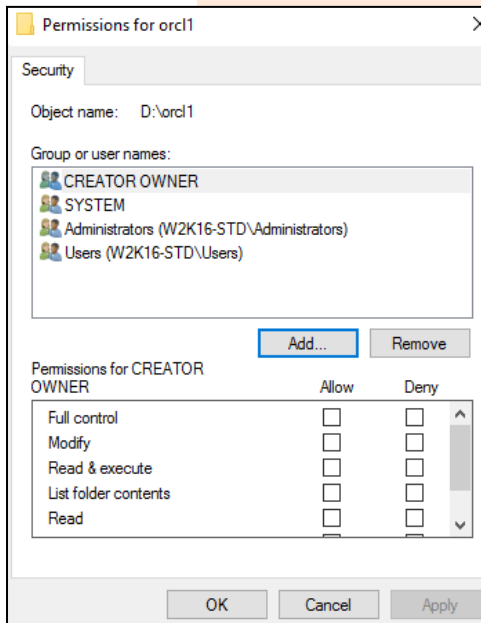 Permissions for orcl1
Security
Object name: D:\orcl1
Group or user names:
CREATOR OWNER
SYSTEM
Administrators (W2K16-STD\Administrators)
Users (W2K16-STD\Users)
Add... Remove
Permissions for CREATOR
OWNER Allow Deny
Full control
Modify
Read & execute
List folder contents
Read
OK Cancel Apply